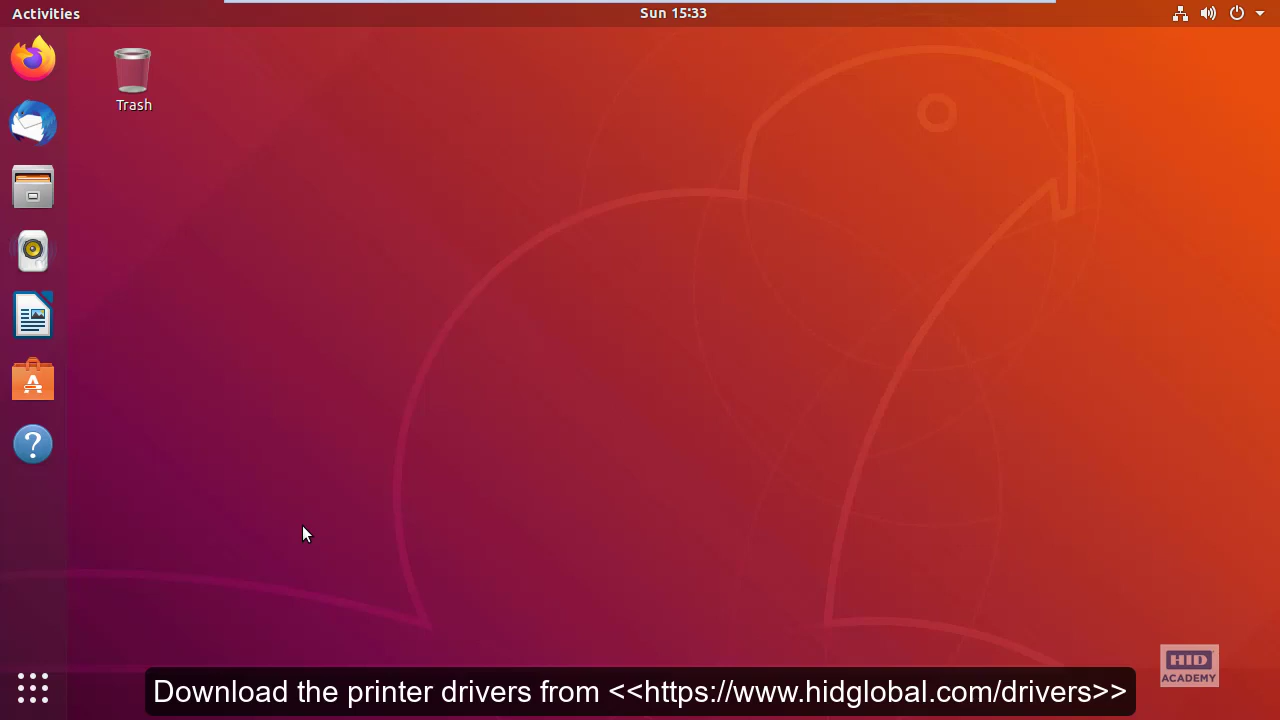 Activities
Sun 15:33
Trash
Download the printer drivers from <<https://www.hidglobal.com/drivers>>
HID
ACADEMY